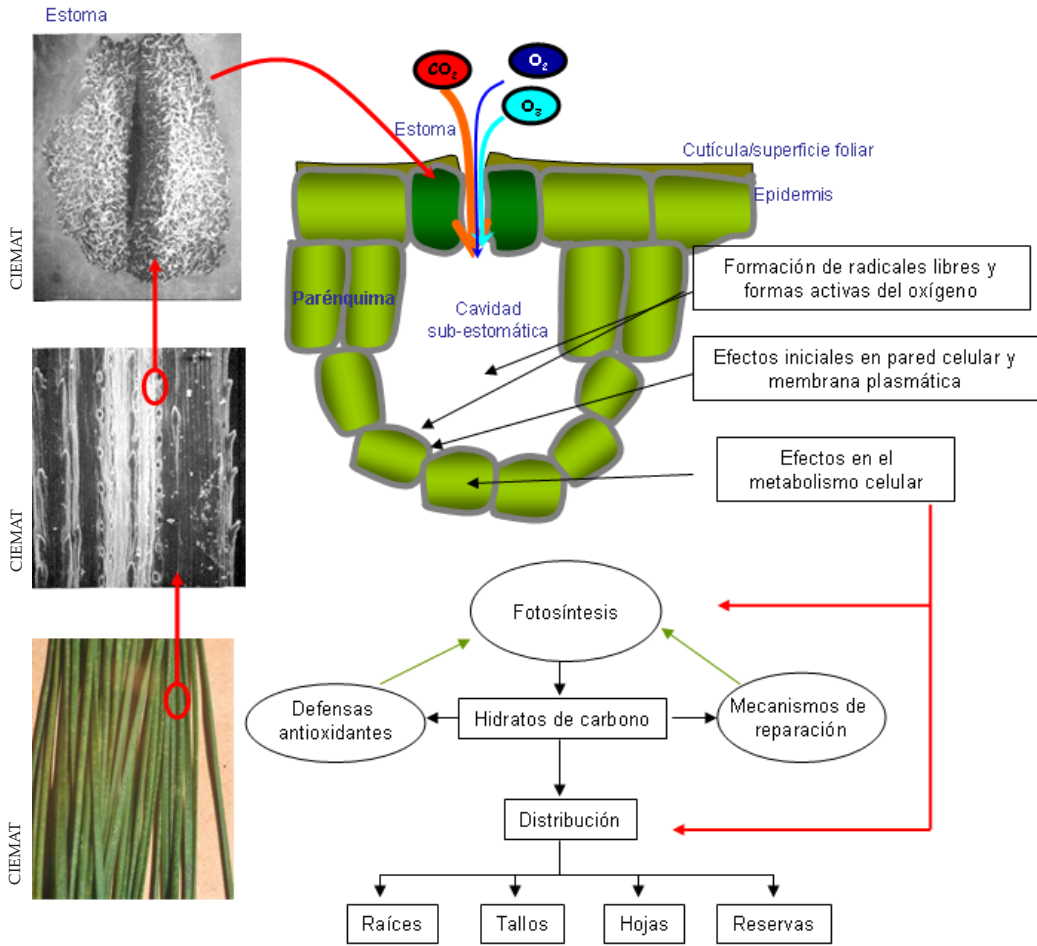 Estoma
CIEMAT
CIEMAT
CIEMAT
CO₂
O₂
O₃
Estoma
Cutícula/superficie foliar
Epidermis
Parénquima
Cavidad
sub-estomática
Formación de radicales libres y
formas activas del oxígeno
Efectos iniciales en pared celular y
membrana plasmática
Efectos en el
metabolismo celular
Fotosíntesis
Defensas
antioxidantes
Hidratos de carbono
Mecanismos de
reparación
Distribución
Raíces
Tallos
Hojas
Reservas